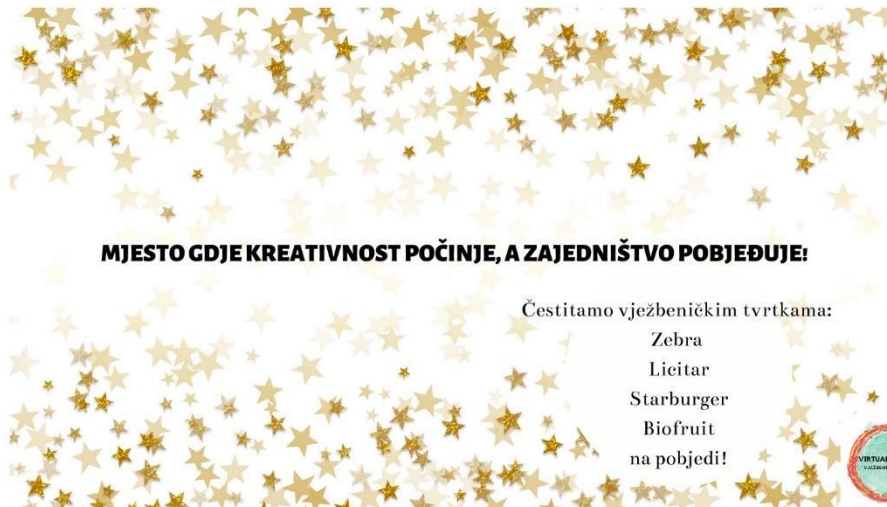 MJESTO GDJE KREATIVNOST POČINJE, A ZAJEDNIŠTVO POBJEĐUJE!
Čestitamo vježbeničkim tvrtkama:
Zebra
Licitar
Starburger
Biofruit
na pobjedi!